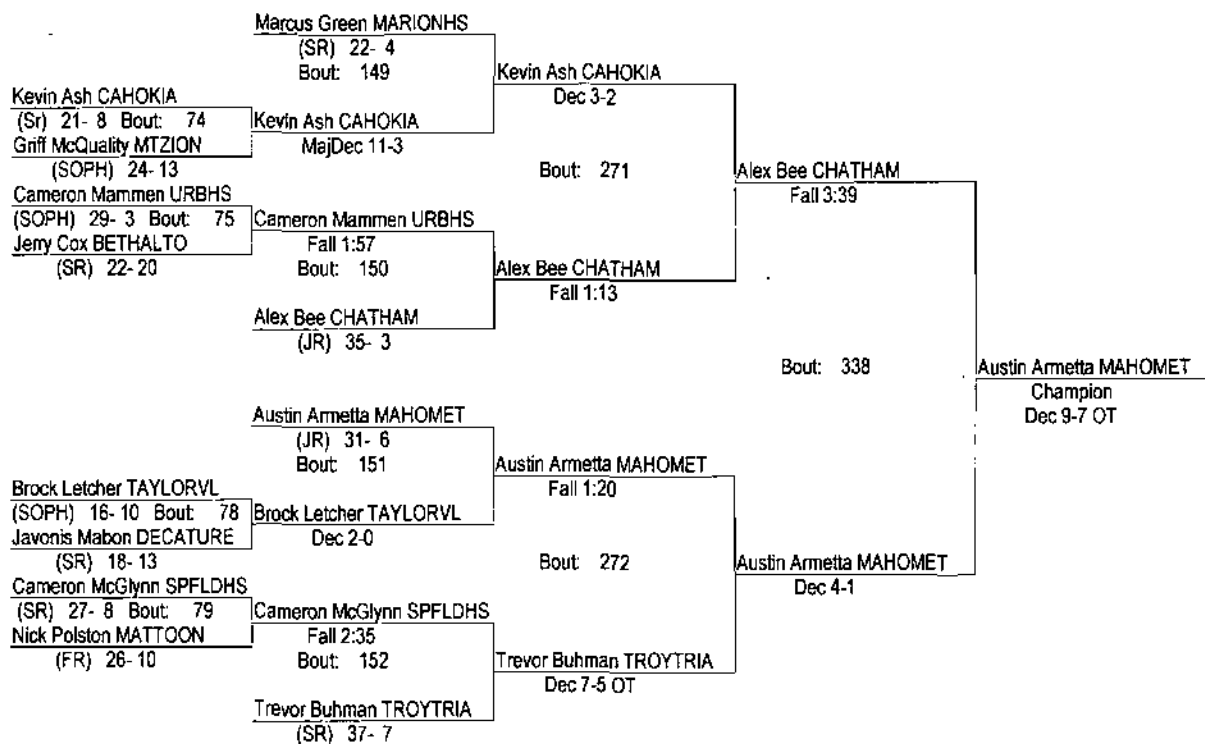 Marcus Green MARIONHS
(SR) 22- 4
Bout: 149
Kevin Ash CAHOKIA
Dec 3-2
Kevin Ash CAHOKIA
(Sr) 21- 8 Bout: 74
Griff McQuality MTZION
(SOPH) 24-13
Kevin Ash CAHOKIA
MajDec 11-3
Bout: 271
Alex Bee CHATHAM
Fall 3:39
Cameron Mammen URBHS
(SOPH) 29- 3 Bout: 75
Jerry Cox BETHALTO
(SR) 22-20
Cameron Mammen URBHS
Fall 1:57
Bout: 150
Alex Bee CHATHAM
Fall 1:13
Alex Bee CHATHAM
(JR) 35- 3
Bout: 338
Austin Armetta MAHOMET
Champion
Dec 9-7 OT
Austin Armetta MAHOMET
(JR) 31- 6
Bout: 151
Austin Armetta MAHOMET
Fall 1:20
Brock Letcher TAYLORVL
(SOPH) 16-10 Bout: 78
Javonis Mabon DECATURE
(SR) 18-13
Brock Letcher TAYLORVL
Dec 2-0
Bout: 272
Austin Armetta MAHOMET
Dec 4-1
Cameron McGlynn SPFLDHS
(SR) 27- 8 Bout: 79
Nick Polston MATTOON
(FR) 26-10
Cameron McGlynn SPFLDHS
Fall 2:35
Bout: 152
Trevor Buhman TROYTRIA
Dec 7-5 OT
Trevor Buhman TROYTRIA
(SR) 37- 7